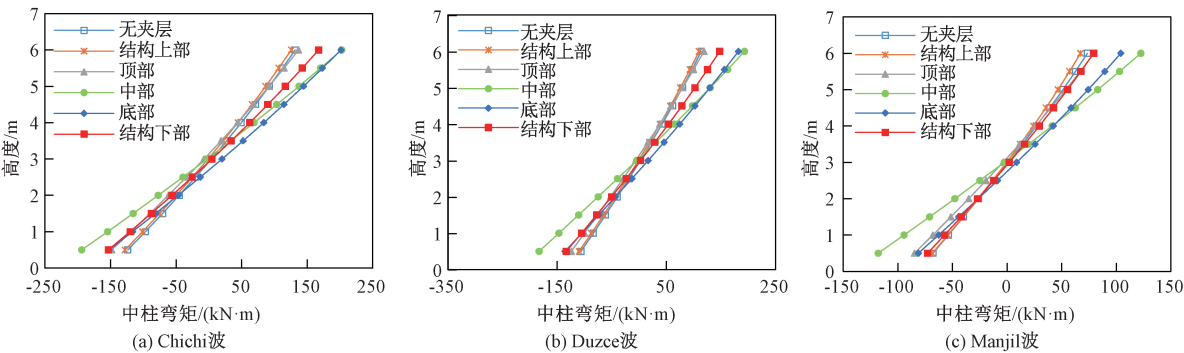 无夹层
结构上部
顶部
中部
底部
结构下部
高度/m
7
6
5
4
3
2
1
0
-250
-150
-50
50
150
250
中柱弯矩/(kN·m)
(a) Chichi波
无夹层
结构上部
顶部
中部
底部
结构下部
高度/m
7
6
5
4
3
2
1
0
-350
-150
50
250
中柱弯矩/(kN·m)
(b) Duzce波
无夹层
结构上部
顶部
中部
底部
结构下部
高度/m
7
6
5
4
3
2
1
0
-150
-100
-50
0
50
100
150
中柱弯矩/(kN·m)
(c) Manjil波